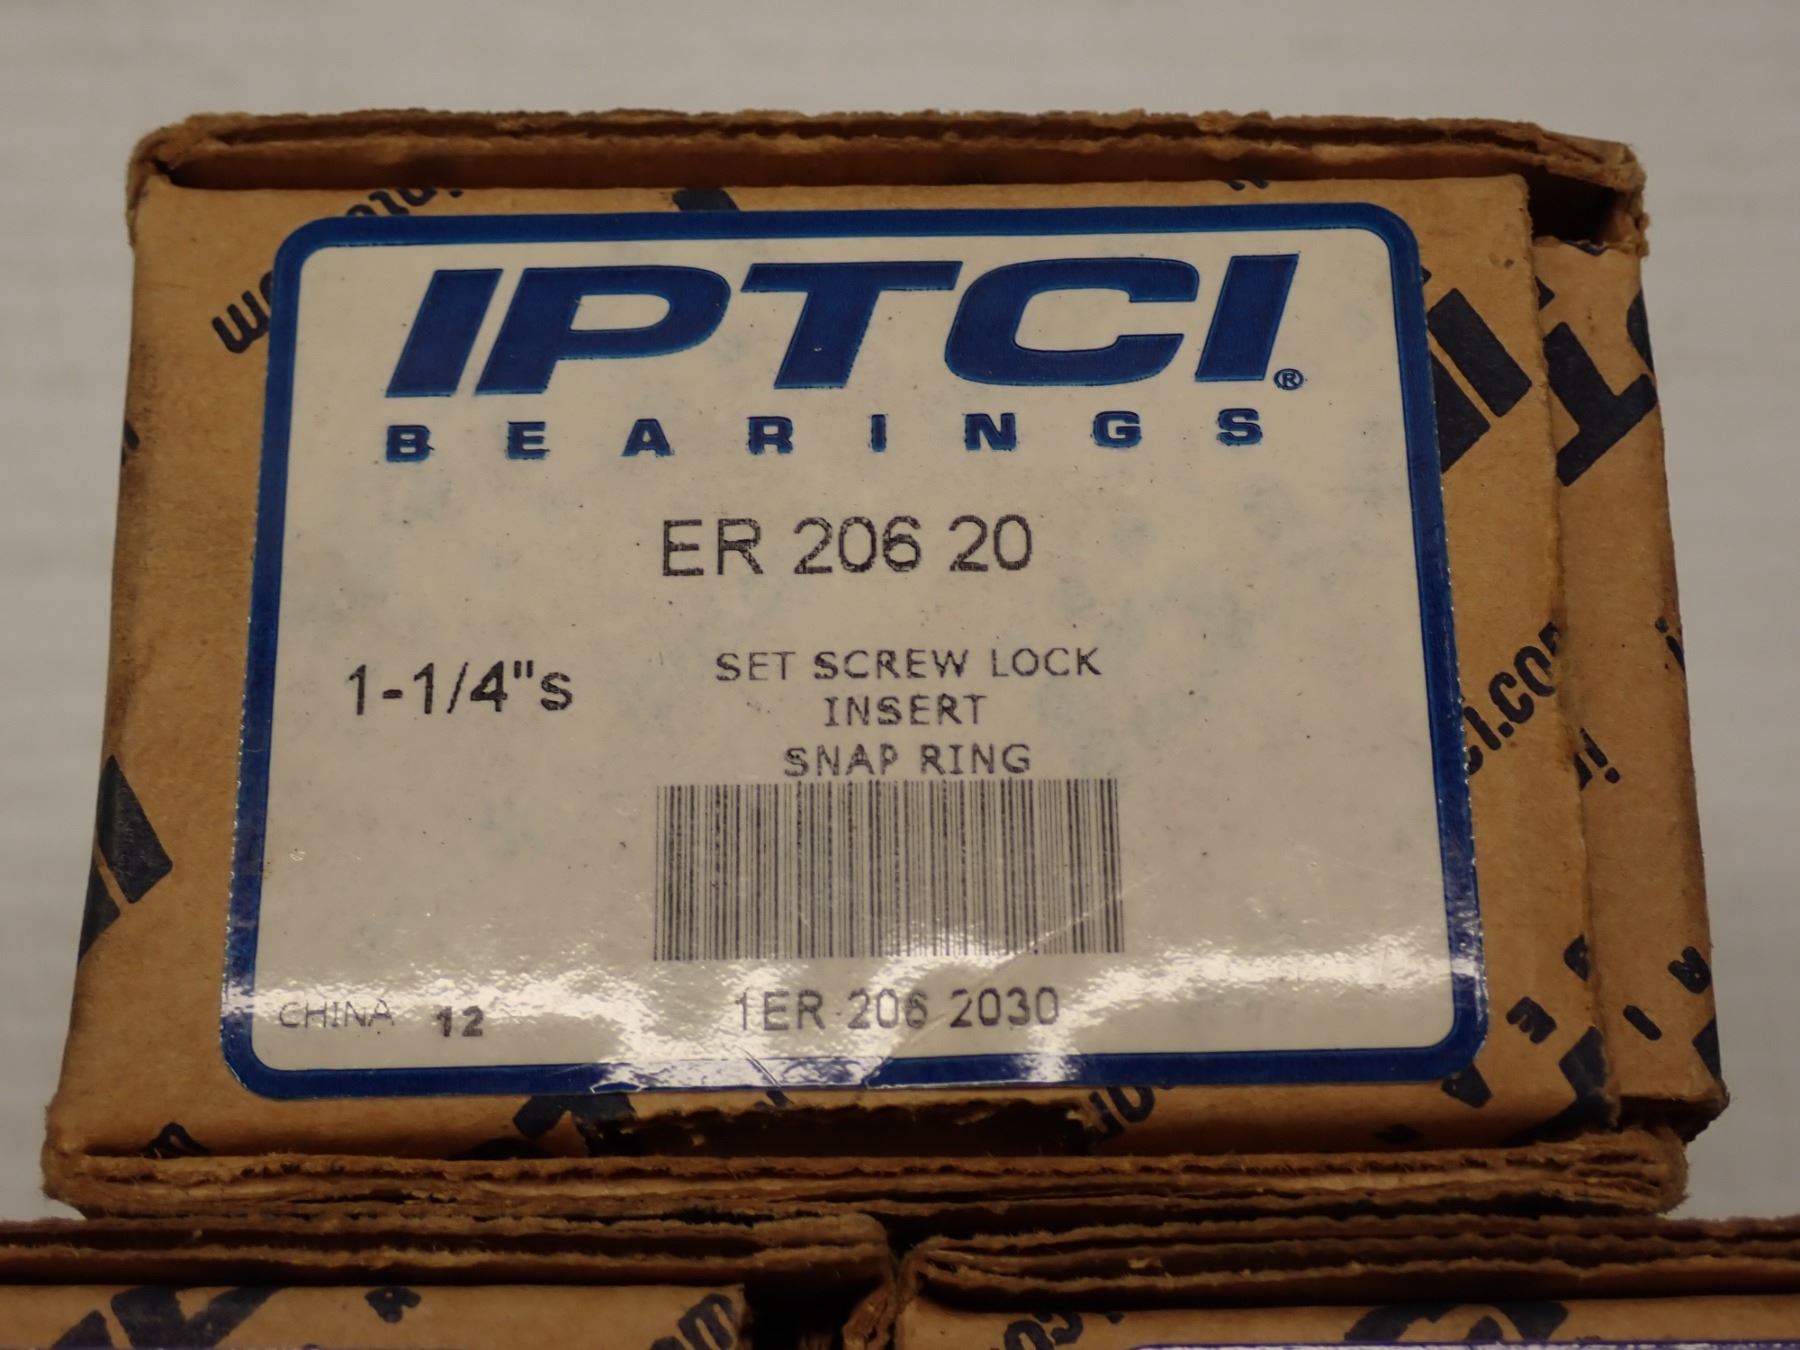 IPTCI®
BEARINGS
ER 206 20
1-1/4"s
SET SCREW LOCK
INSERT
SNAP RING
CHINA 12
1ER 206 2030